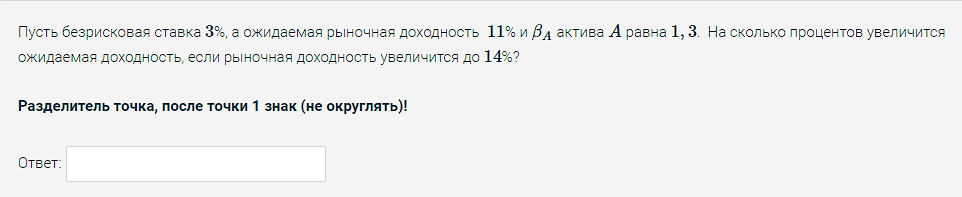 Пусть безрисковая ставка 3%, а ожидаемая рыночная доходность 11% и βA актива A равна 1, 3. На сколько процентов увеличится
ожидаемая доходность, если рыночная доходность увеличится до 14%?
Разделитель точка, после точки 1 знак (не округлять)!
Ответ: